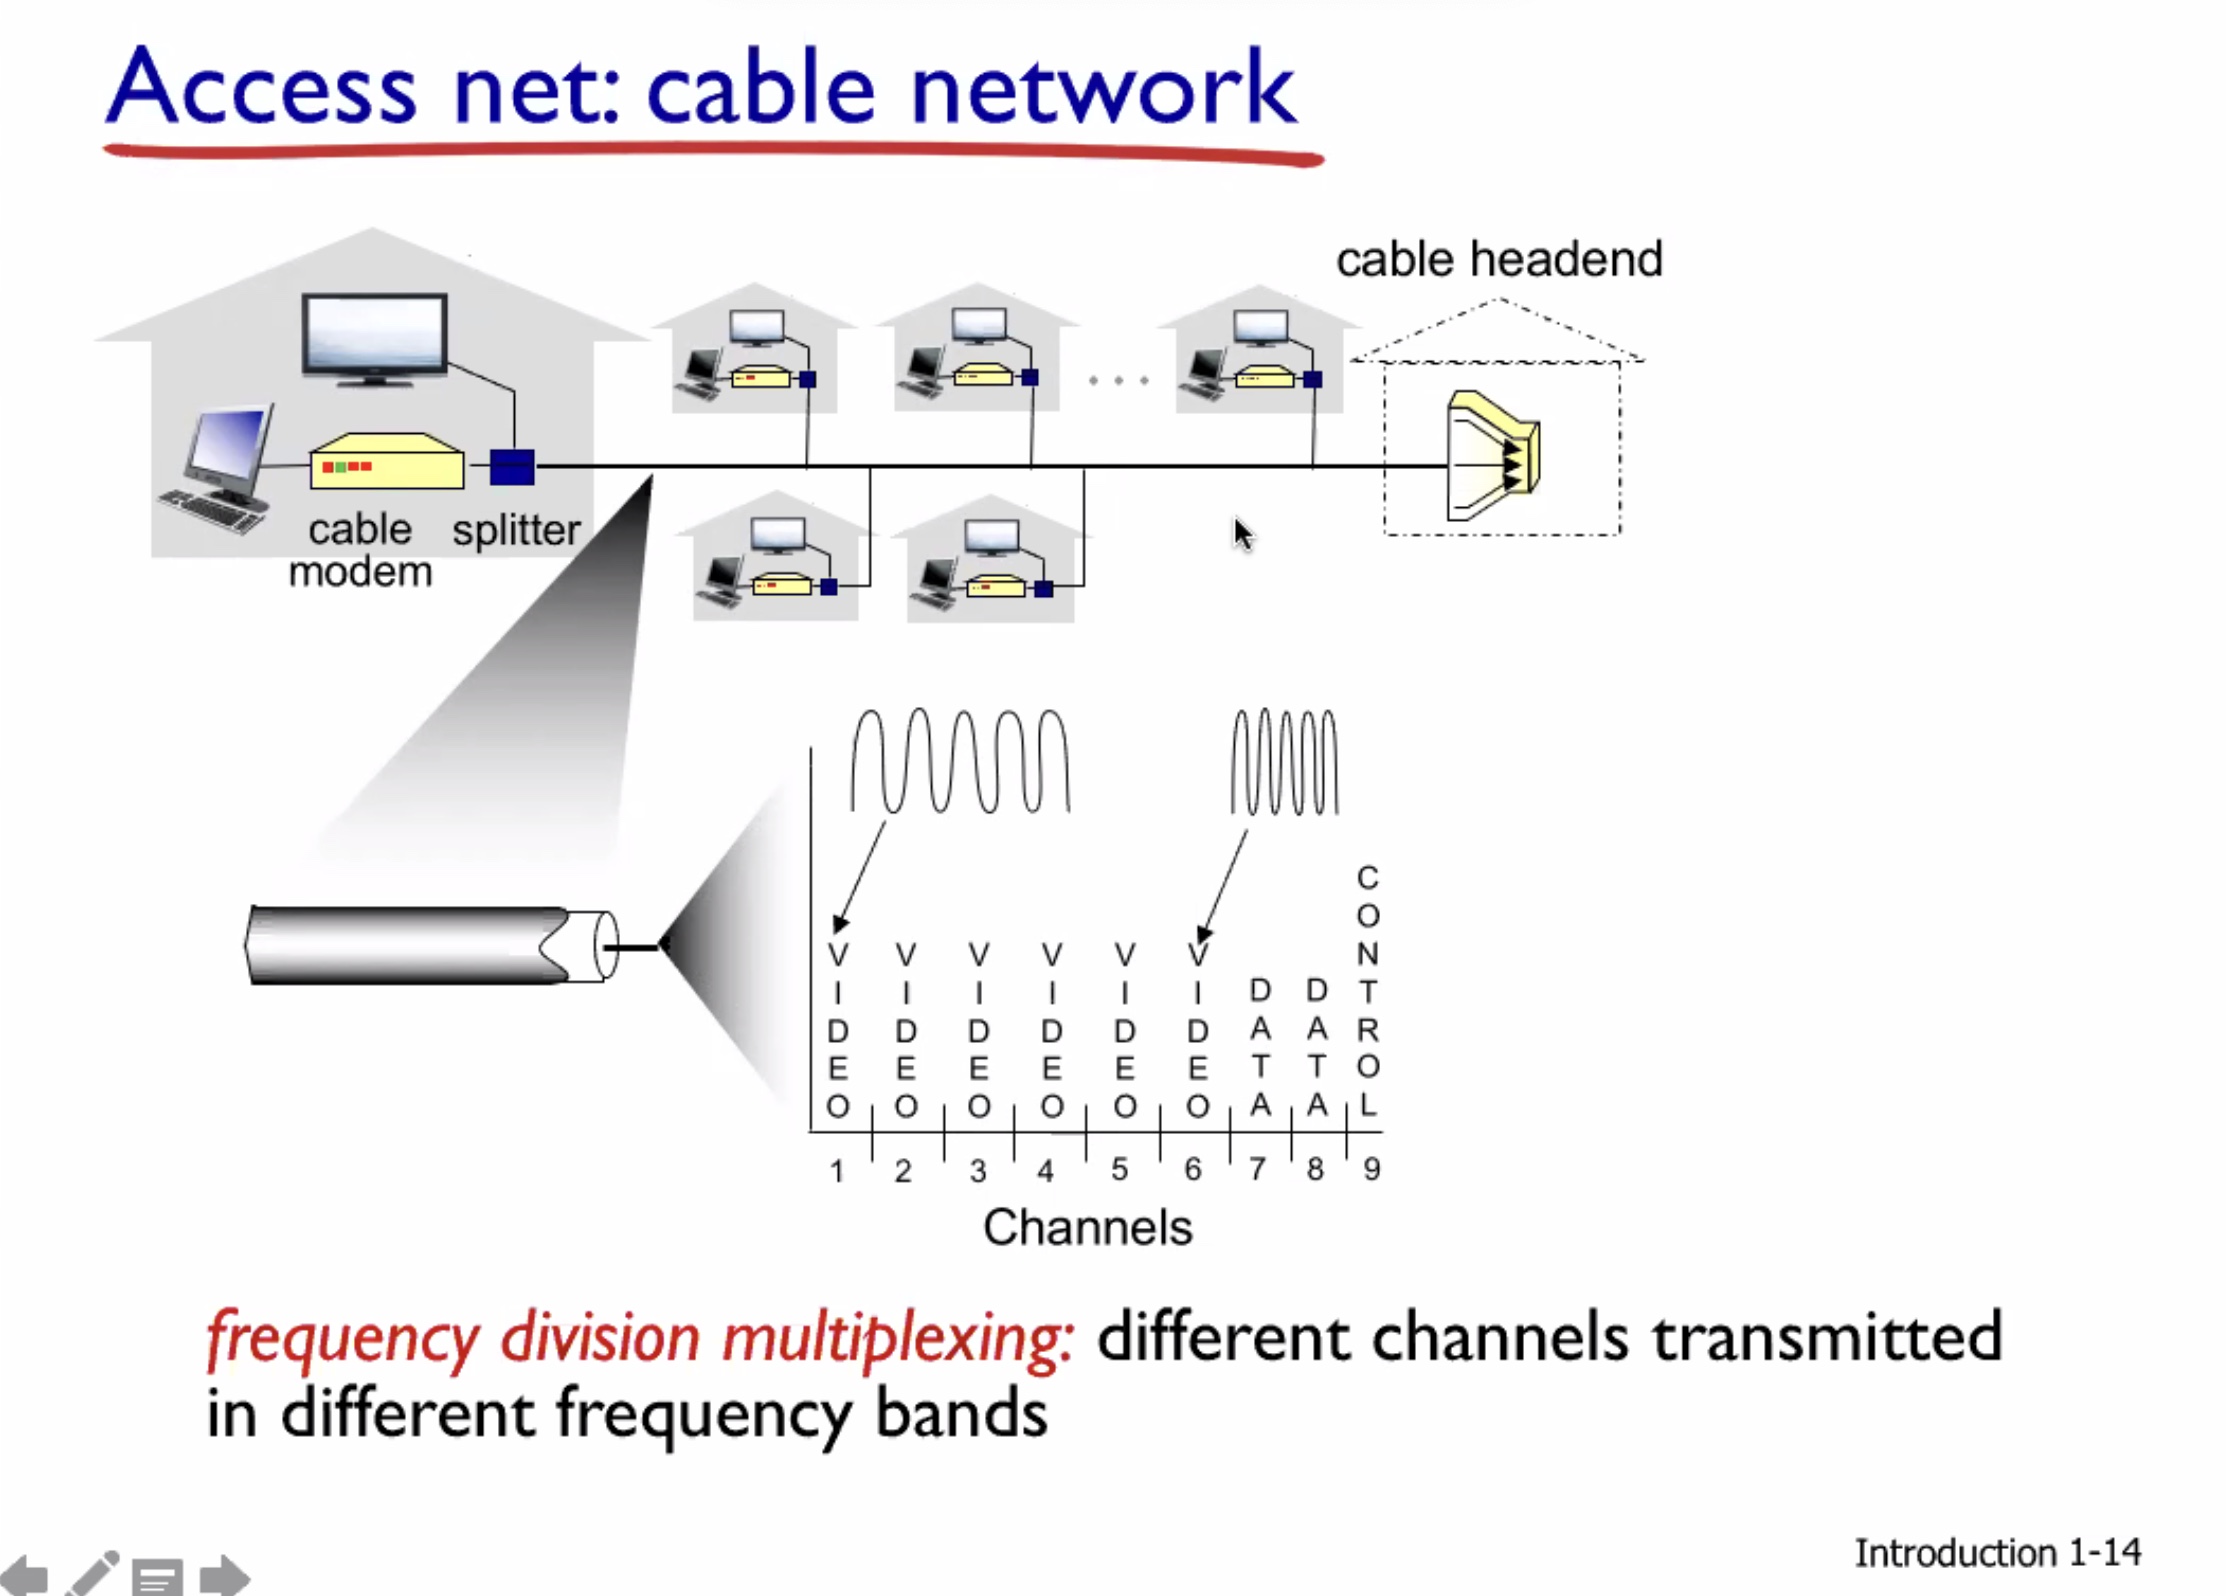 Access net: cable network
cable headend
cable
modem
splitter
VIDEO
VIDEO
VIDEO
VIDEO
VIDEO
VIDEO
DATA
DATA
CONTROL
1 2 3 4 5 6 7 8 9
Channels
frequency division multiplexing: different channels transmitted
in different frequency bands
Introduction 1-14